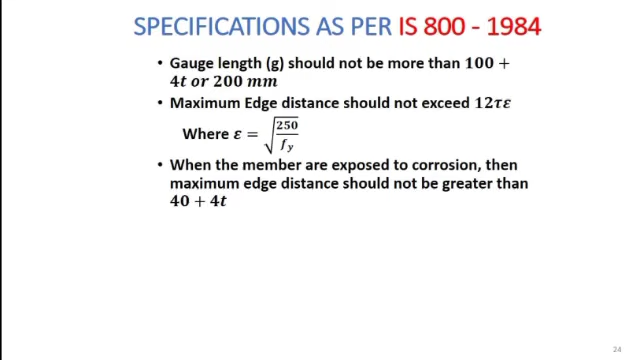 SPECIFICATIONS AS PER IS 800 - 1984
• Gauge length (g) should not be more than 100 +
4t or 200 mm
• Maximum Edge distance should not exceed 12τε
Where ε = √(250/f_y)
• When the member are exposed to corrosion, then
maximum edge distance should not be greater than
40 + 4t
24